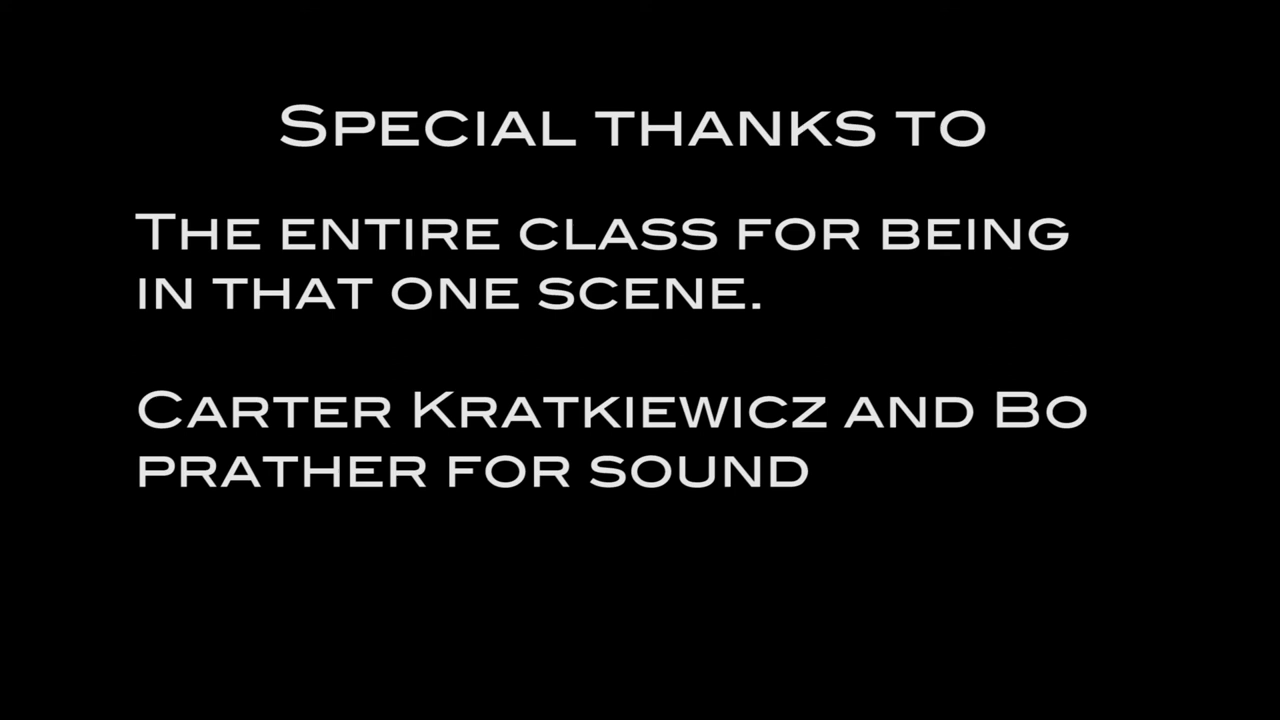 Special thanks to
The entire class for being
in that one scene.
Carter Kratkiewicz and Bo
prather for sound